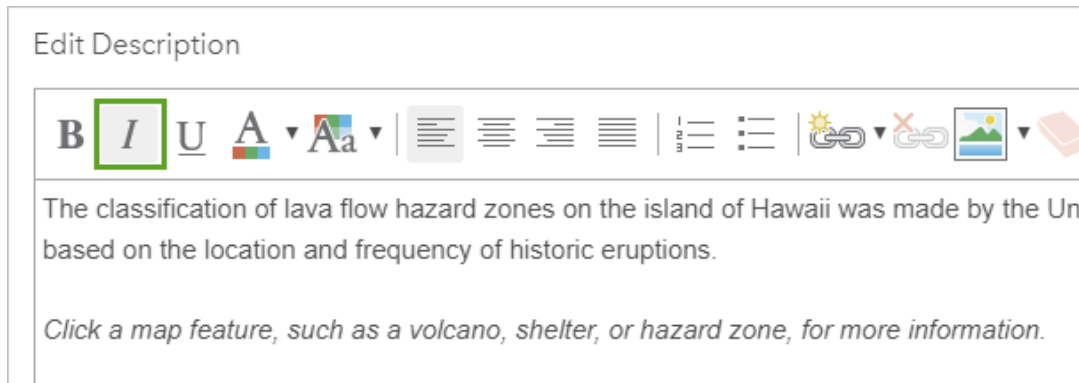 Edit Description
B I U A Aa
The classification of lava flow hazard zones on the island of Hawaii was made by the Un
based on the location and frequency of historic eruptions.
Click a map feature, such as a volcano, shelter, or hazard zone, for more information.